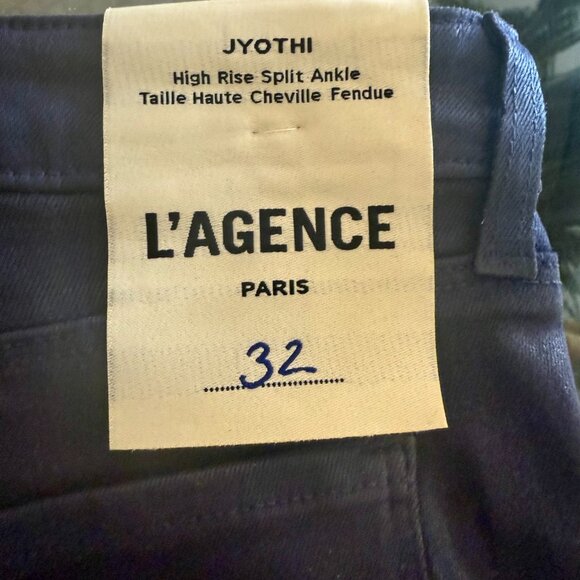 JYOTHI
High Rise Split Ankle
Taille Haute Cheville Fendue
L'AGENCE
PARIS
32